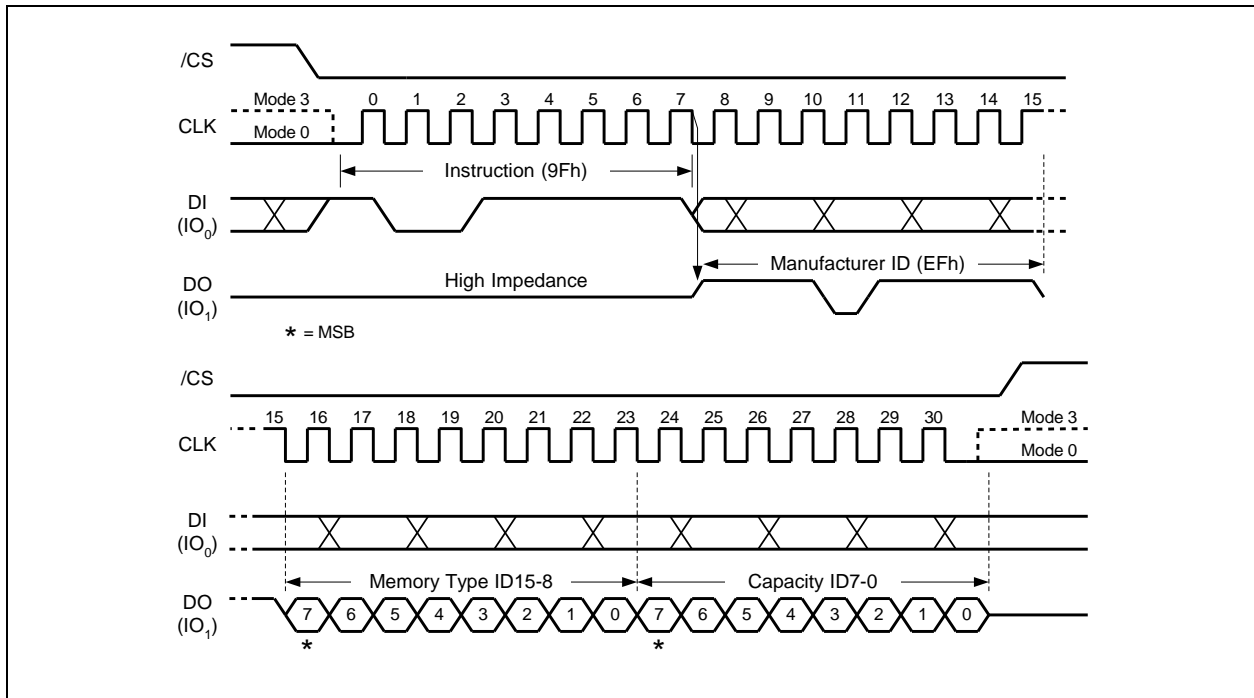 /CS
Mode 3
0 1 2 3 4 5 6 7 8 9 10 11 12 13 14 15
CLK
Mode 0
Instruction (9Fh)
DI
(IO₀)
Manufacturer ID (EFh)
DO
(IO₁)
High Impedance
* = MSB
/CS
15 16 17 18 19 20 21 22 23 24 25 26 27 28 29 30
Mode 3
CLK
Mode 0
DI
(IO₀)
Memory Type ID15-8
Capacity ID7-0
DO
(IO₁)
7 6 5 4 3 2 1 0 7 6 5 4 3 2 1 0
* *